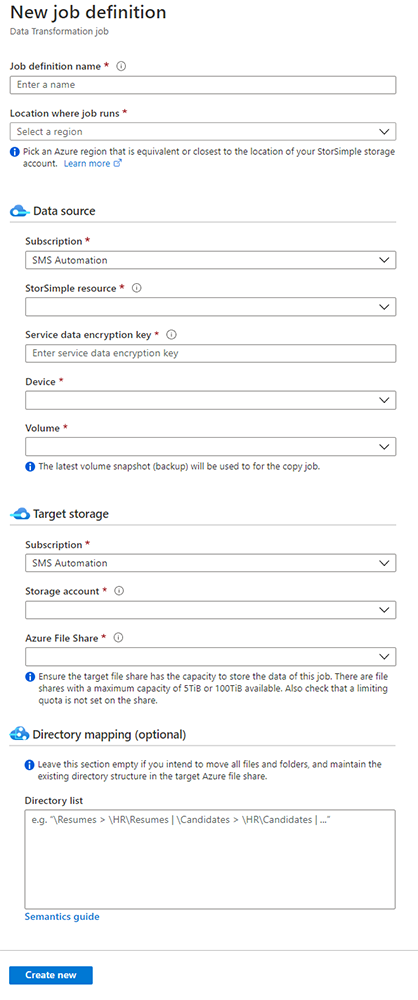 New job definition
Data Transformation job
Job definition name *
Enter a name
Location where job runs *
Select a region
Pick an Azure region that is equivalent or closest to the location of your StorSimple storage
account. Learn more
Data source
Subscription *
SMS Automation
StorSimple resource *
Service data encryption key *
Enter service data encryption key
Device *
Volume *
The latest volume snapshot (backup) will be used to for the copy job.
Target storage
Subscription *
SMS Automation
Storage account *
Azure File Share *
Ensure the target file share has the capacity to store the data of this job. There are file
shares with a maximum capacity of 5TiB or 100TiB available. Also check that a limiting
quota is not set on the share.
Directory mapping (optional)
Leave this section empty if you intend to move all files and folders, and maintain the
existing directory structure in the target Azure file share.
Directory list
e.g. "\Resumes > \HR\Resumes | \Candidates > \HR\Candidates | ..."
Semantics guide
Create new